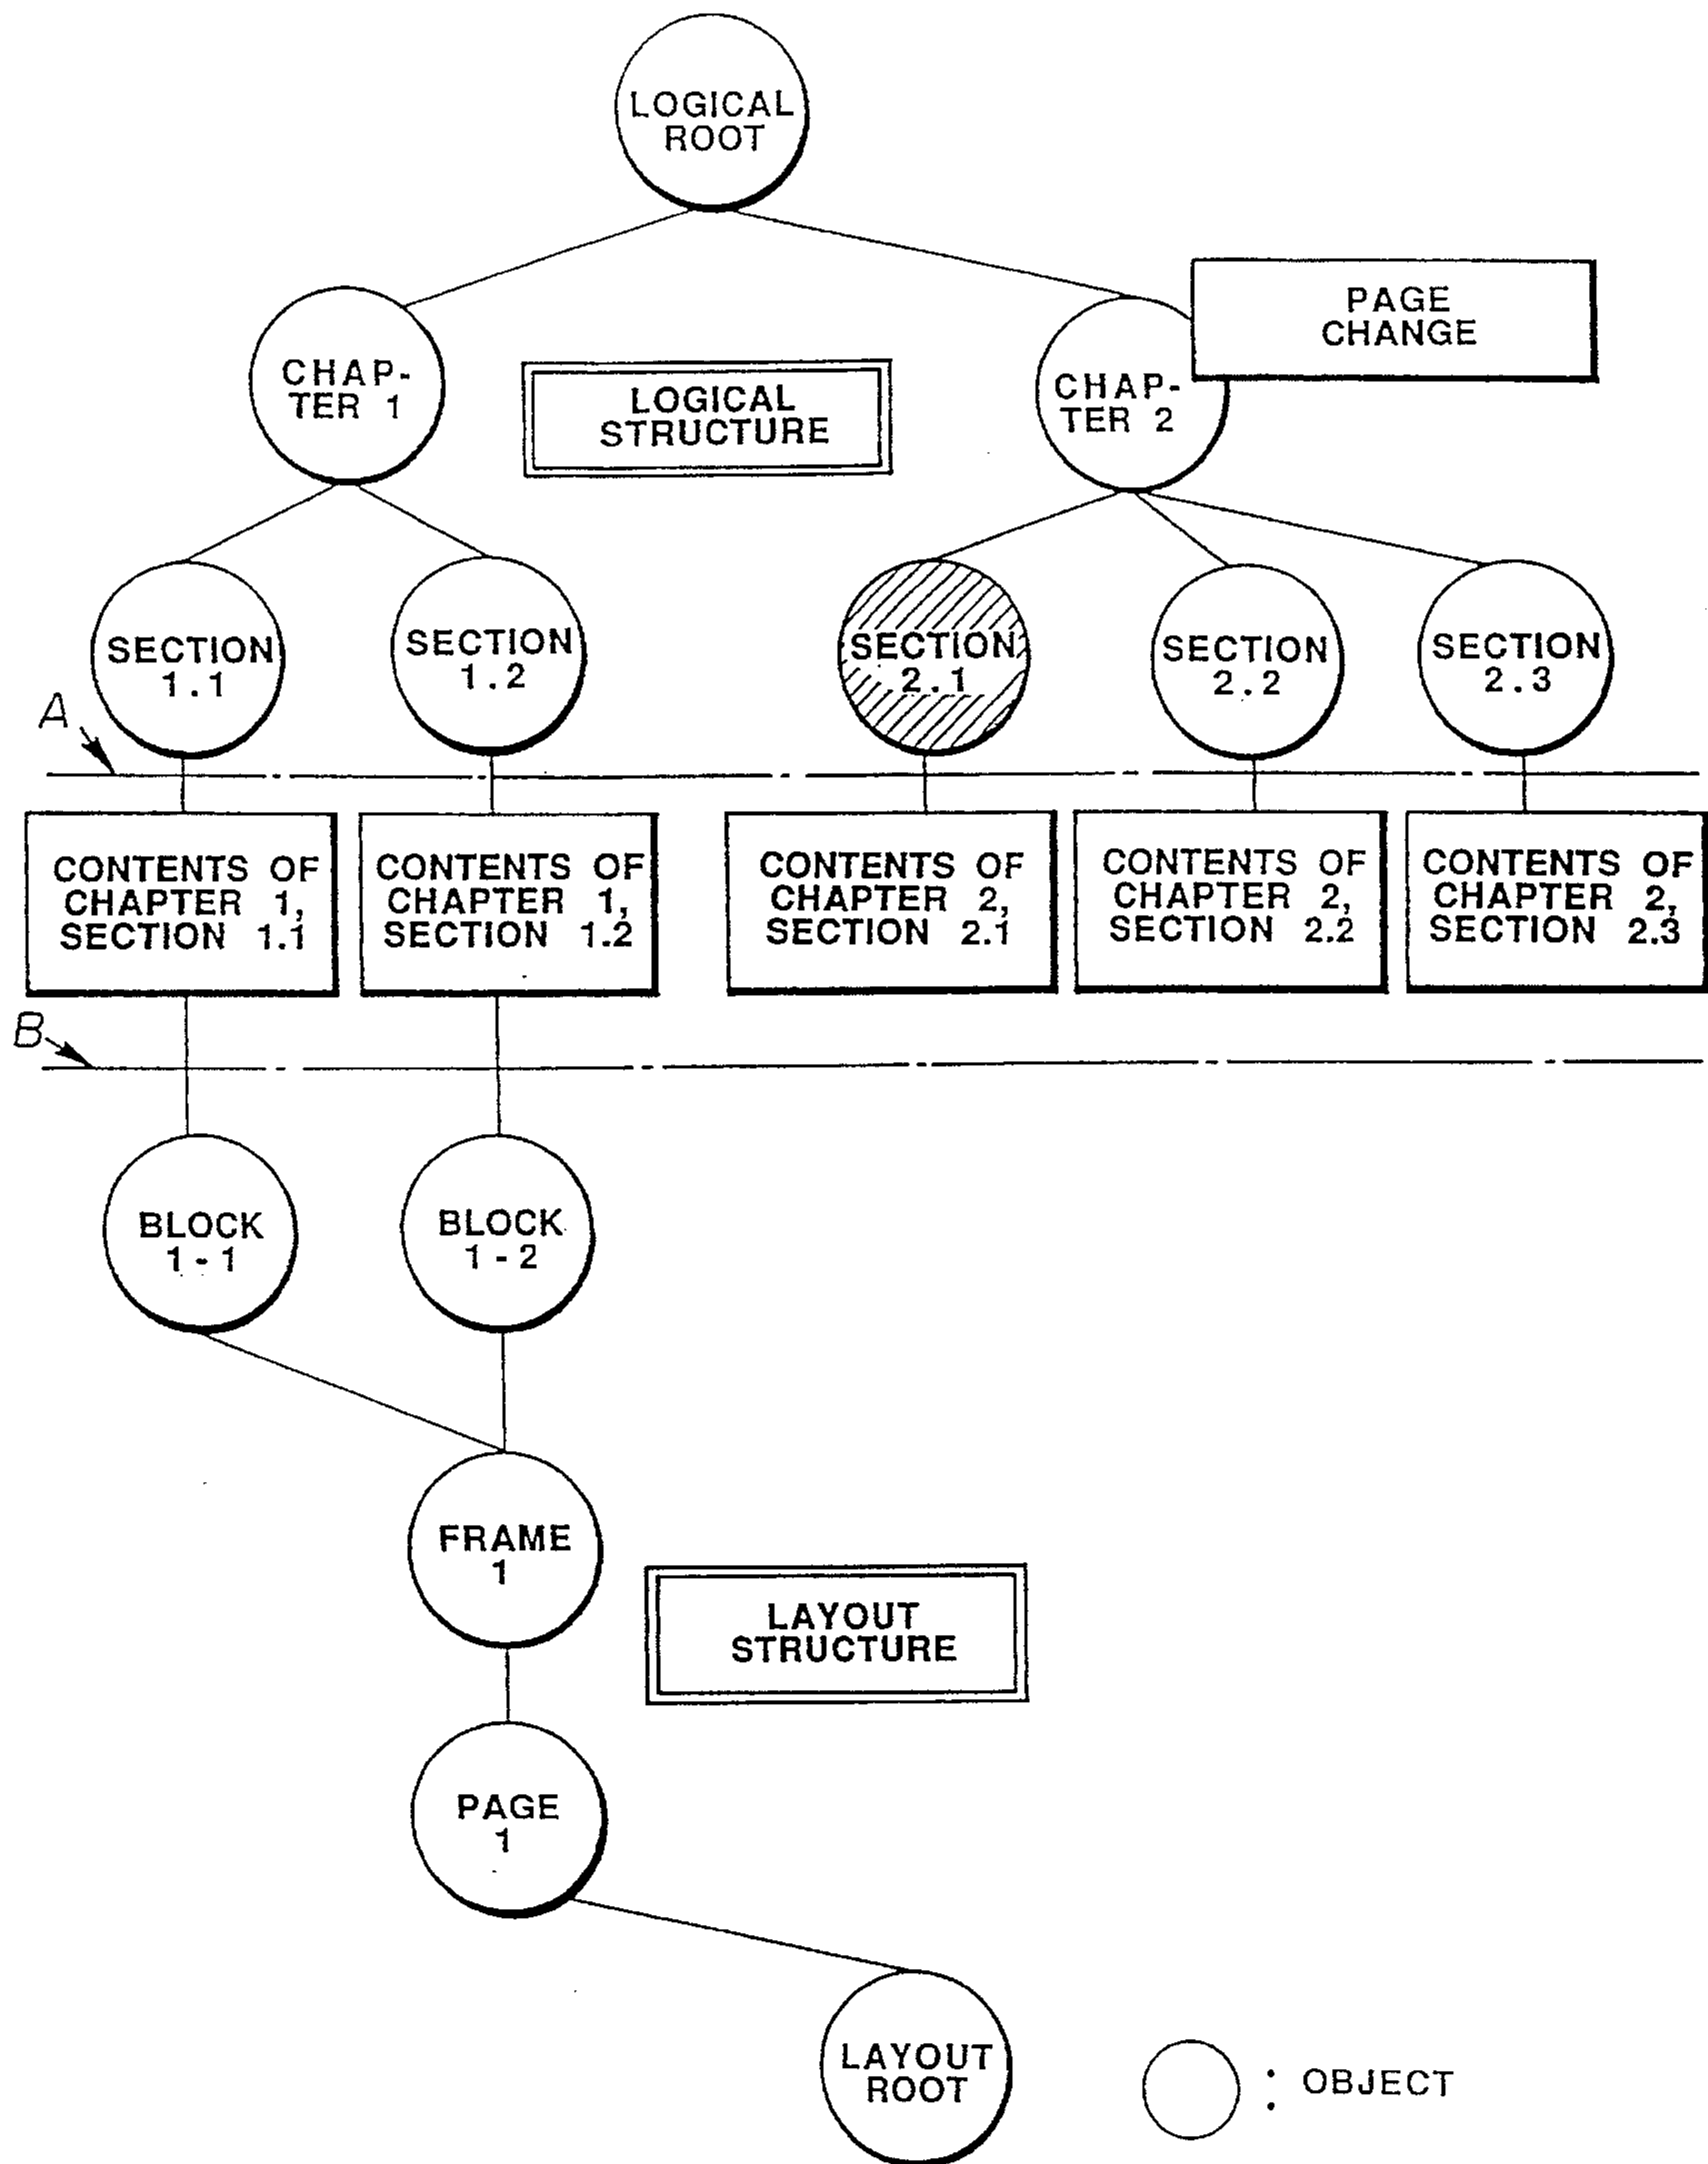 LOGICAL
ROOT
PAGE
CHANGE
CHAP-
TER 1
LOGICAL
STRUCTURE
CHAP-
TER 2
SECTION
1.1
SECTION
1.2
SECTION
2.1
SECTION
2.2
SECTION
2.3
A
CONTENTS OF
CHAPTER 1,
SECTION 1.1
CONTENTS OF
CHAPTER 1,
SECTION 1.2
CONTENTS OF
CHAPTER 2,
SECTION 2.1
CONTENTS OF
CHAPTER 2,
SECTION 2.2
CONTENTS OF
CHAPTER 2,
SECTION 2.3
B
BLOCK
1-1
BLOCK
1-2
FRAME
1
LAYOUT
STRUCTURE
PAGE
1
LAYOUT
ROOT
: OBJECT